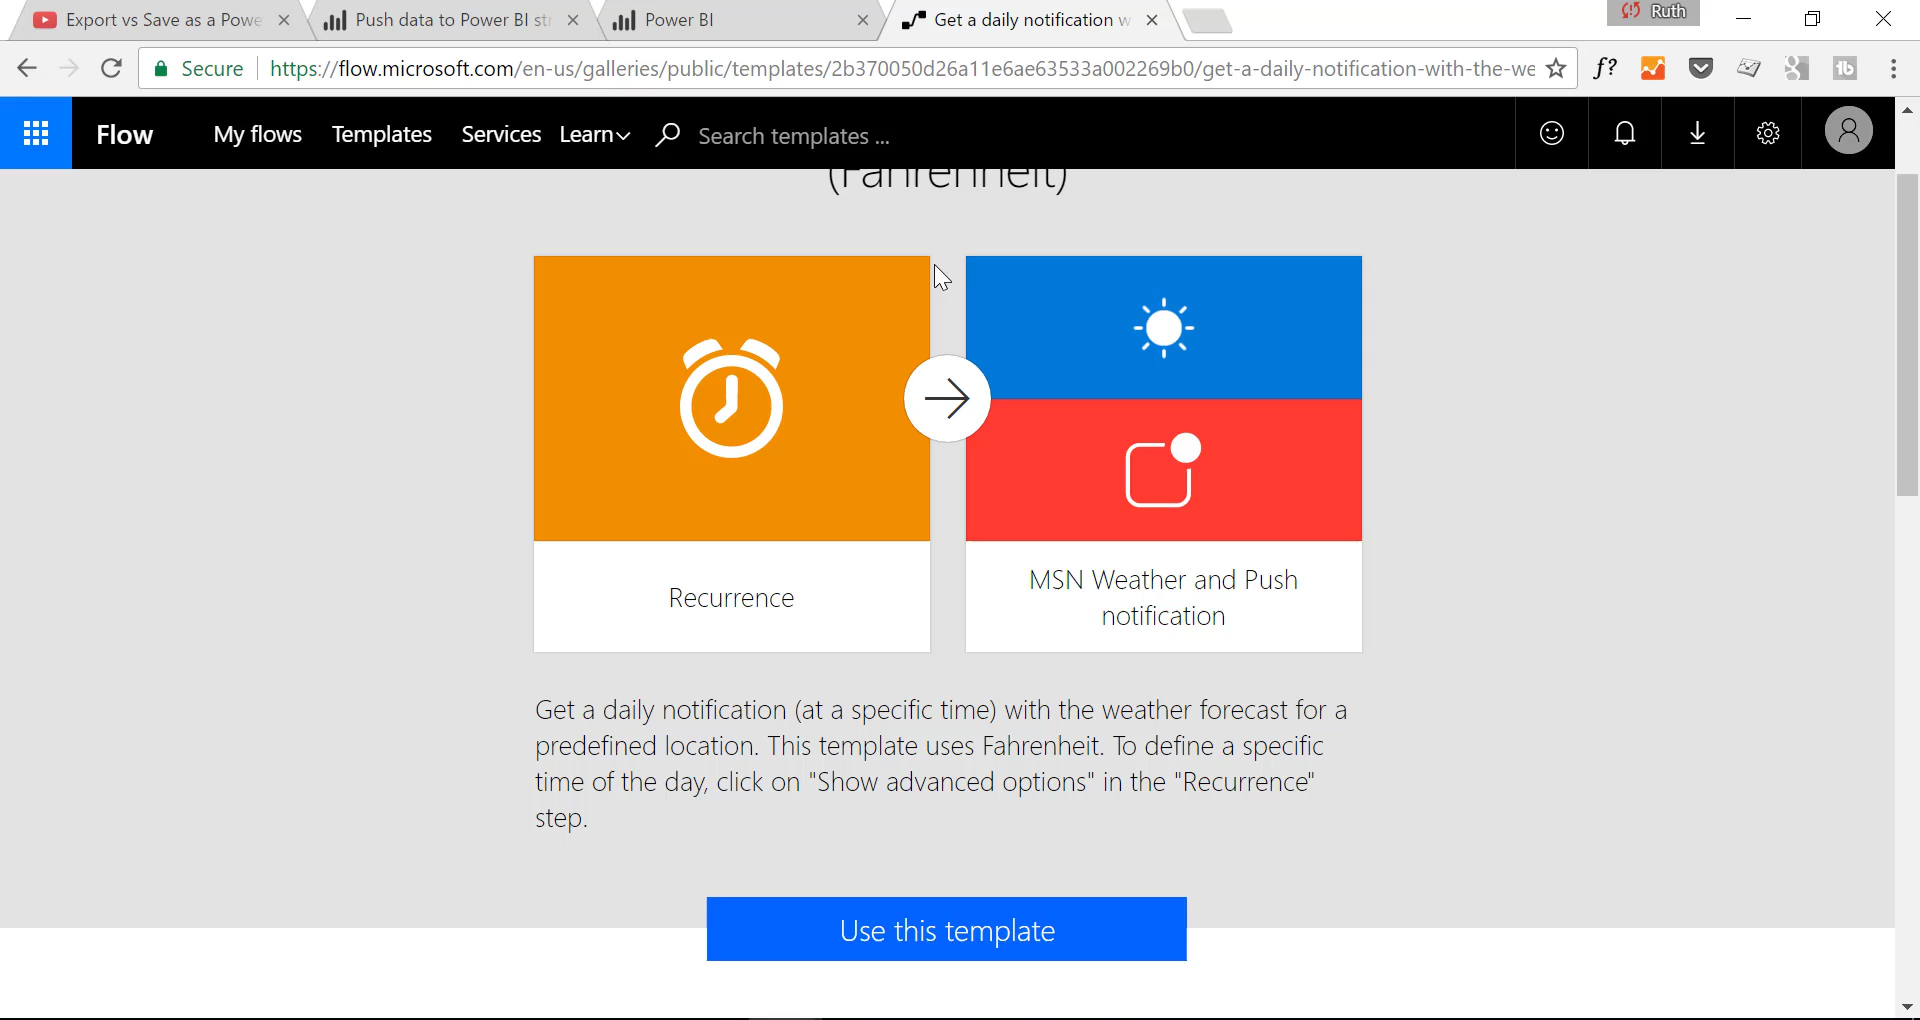 Export vs Save as a Powe
Push data to Power BI st
Power BI
Get a daily notification w
Ruth
Secure
https://flow.microsoft.com/en-us/galleries/public/templates/2b370050d26a11e6ae63533a002269b0/get-a-daily-notification-with-the-we
f?
Flow
My flows
Templates
Services
Learn
Search templates ...
(Fahrenheit)
Recurrence
MSN Weather and Push
notification
Get a daily notification (at a specific time) with the weather forecast for a
predefined location. This template uses Fahrenheit. To define a specific
time of the day, click on "Show advanced options" in the "Recurrence"
step.
Use this template